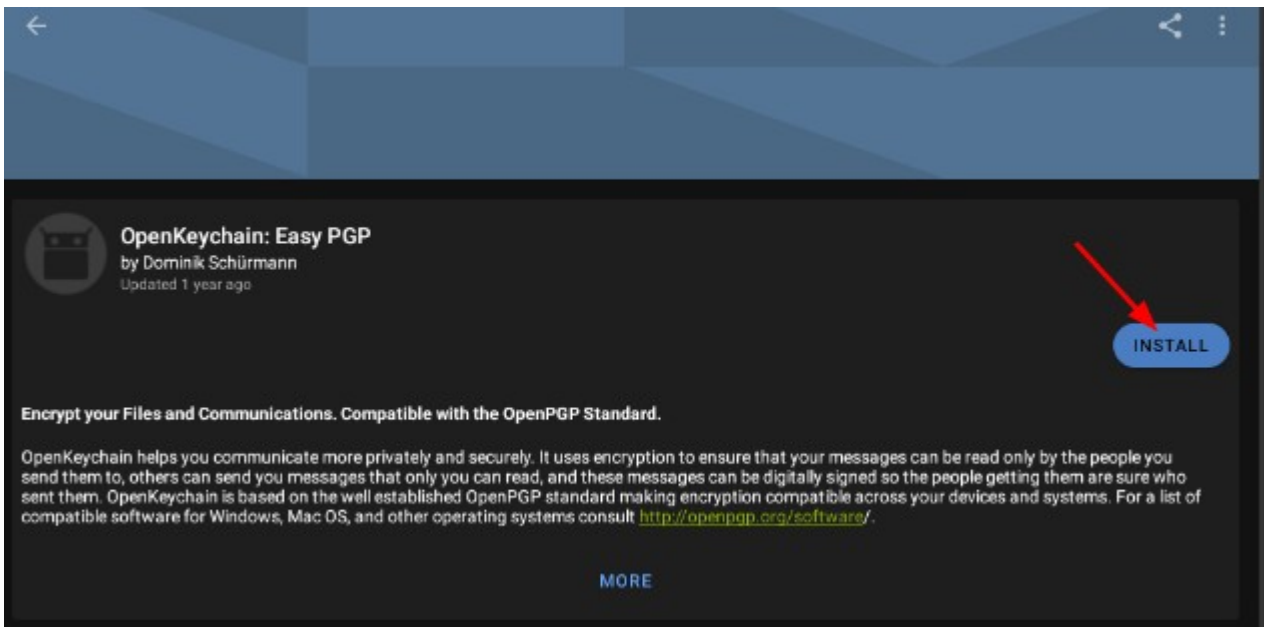 OpenKeychain: Easy PGP
by Dominik Schürmann
Updated 1 year ago
INSTALL
Encrypt your Files and Communications. Compatible with the OpenPGP Standard.
OpenKeychain helps you communicate more privately and securely. It uses encryption to ensure that your messages can be read only by the people you
send them to, others can send you messages that only you can read, and these messages can be digitally signed so the people getting them are sure who
sent them. OpenKeychain is based on the well established OpenPGP standard making encryption compatible across your devices and systems. For a list of
compatible software for Windows, Mac OS, and other operating systems consult http://openpgp.org/software/.
MORE